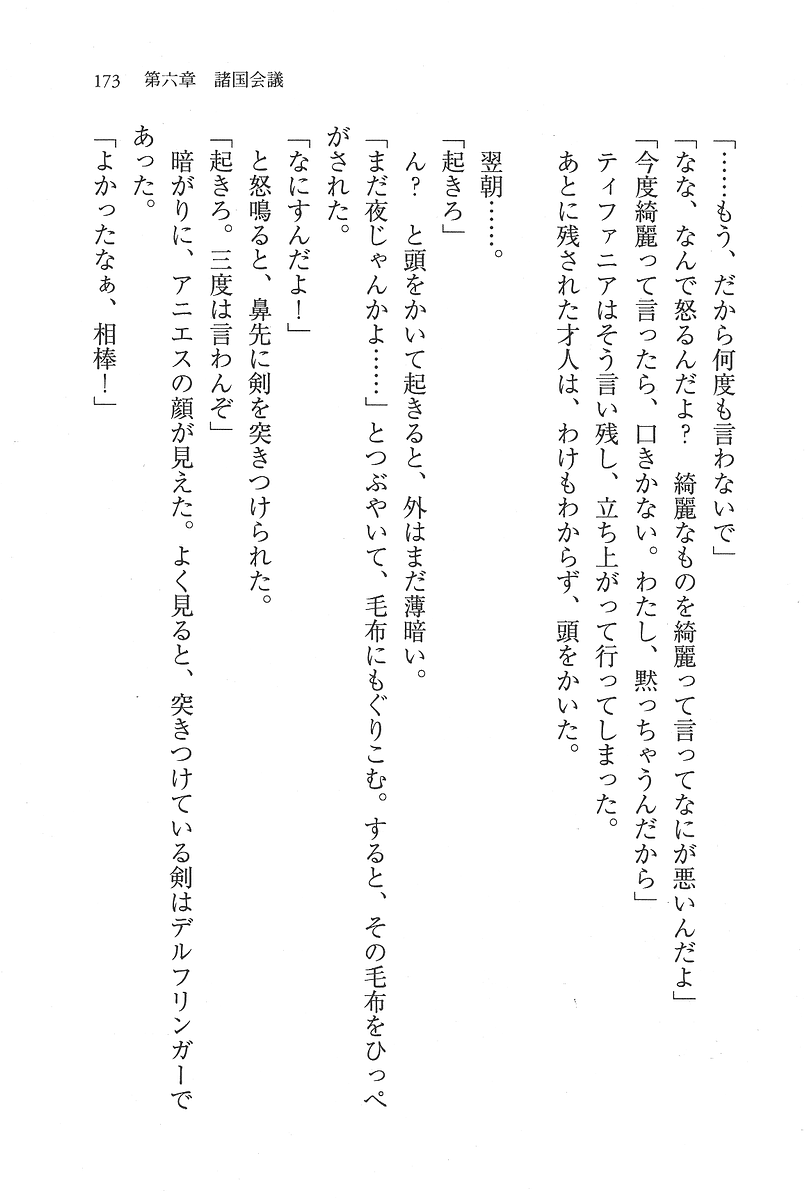 173　第六章　諸国会議
「……もう、だから何度も言わないで」
「なな、なんで怒るんだよ？　綺麗なものを綺麗って言ってなにが悪いんだよ」
「今度綺麗って言ったら、口きかない。わたし、黙っちゃうんだから」
　ティファニアはそう言い残し、立ち上がって行ってしまった。
　あとに残された才人は、わけもわからず、頭をかいた。
　翌朝……。
「起きろ」
　ん？　と頭をかいて起きると、外はまだ薄暗い。
「まだ夜じゃんかよ……」とつぶやいて、毛布にもぐりこむ。すると、その毛布をひっぺ
がされた。
「なにすんだよ！」
　と怒鳴ると、鼻先に剣を突きつけられた。
「起きろ。三度は言わんぞ」
　暗がりに、アニエスの顔が見えた。よく見ると、突きつけている剣はデルフリンガーで
あった。
「よかったなぁ、相棒！」